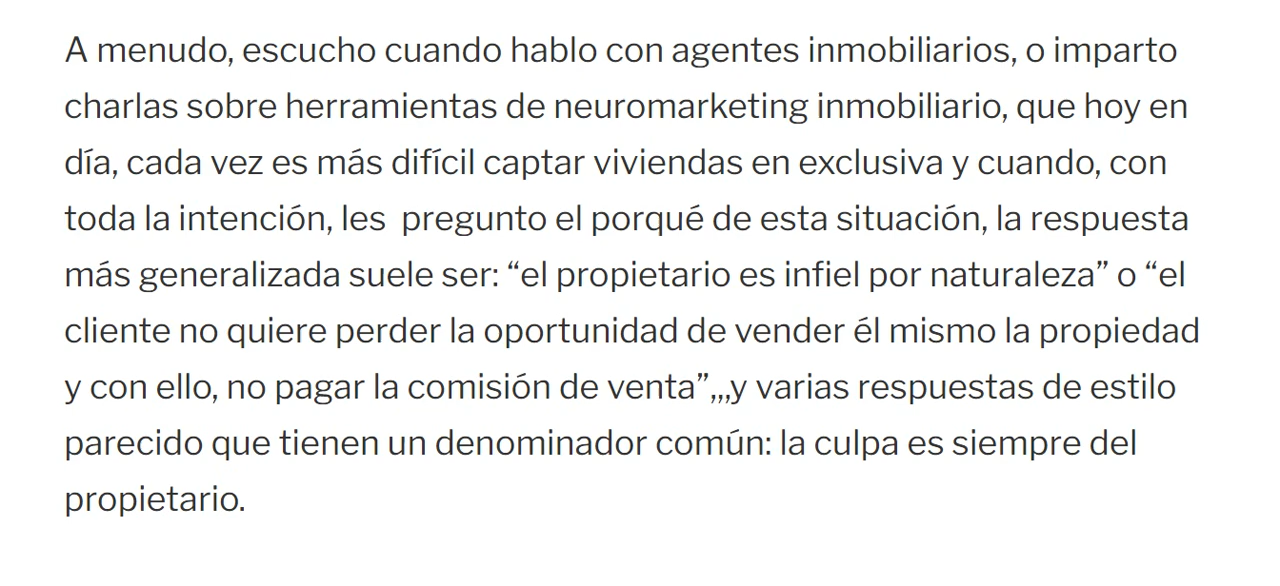 A menudo, escucho cuando hablo con agentes inmobiliarios, o imparto
charlas sobre herramientas de neuromarketing inmobiliario, que hoy en
día, cada vez es más difícil captar viviendas en exclusiva y cuando, con
toda la intención, les  pregunto el porqué de esta situación, la respuesta
más generalizada suele ser: “el propietario es infiel por naturaleza” o “el
cliente no quiere perder la oportunidad de vender él mismo la propiedad
y con ello, no pagar la comisión de venta”,,,y varias respuestas de estilo
parecido que tienen un denominador común: la culpa es siempre del
propietario.